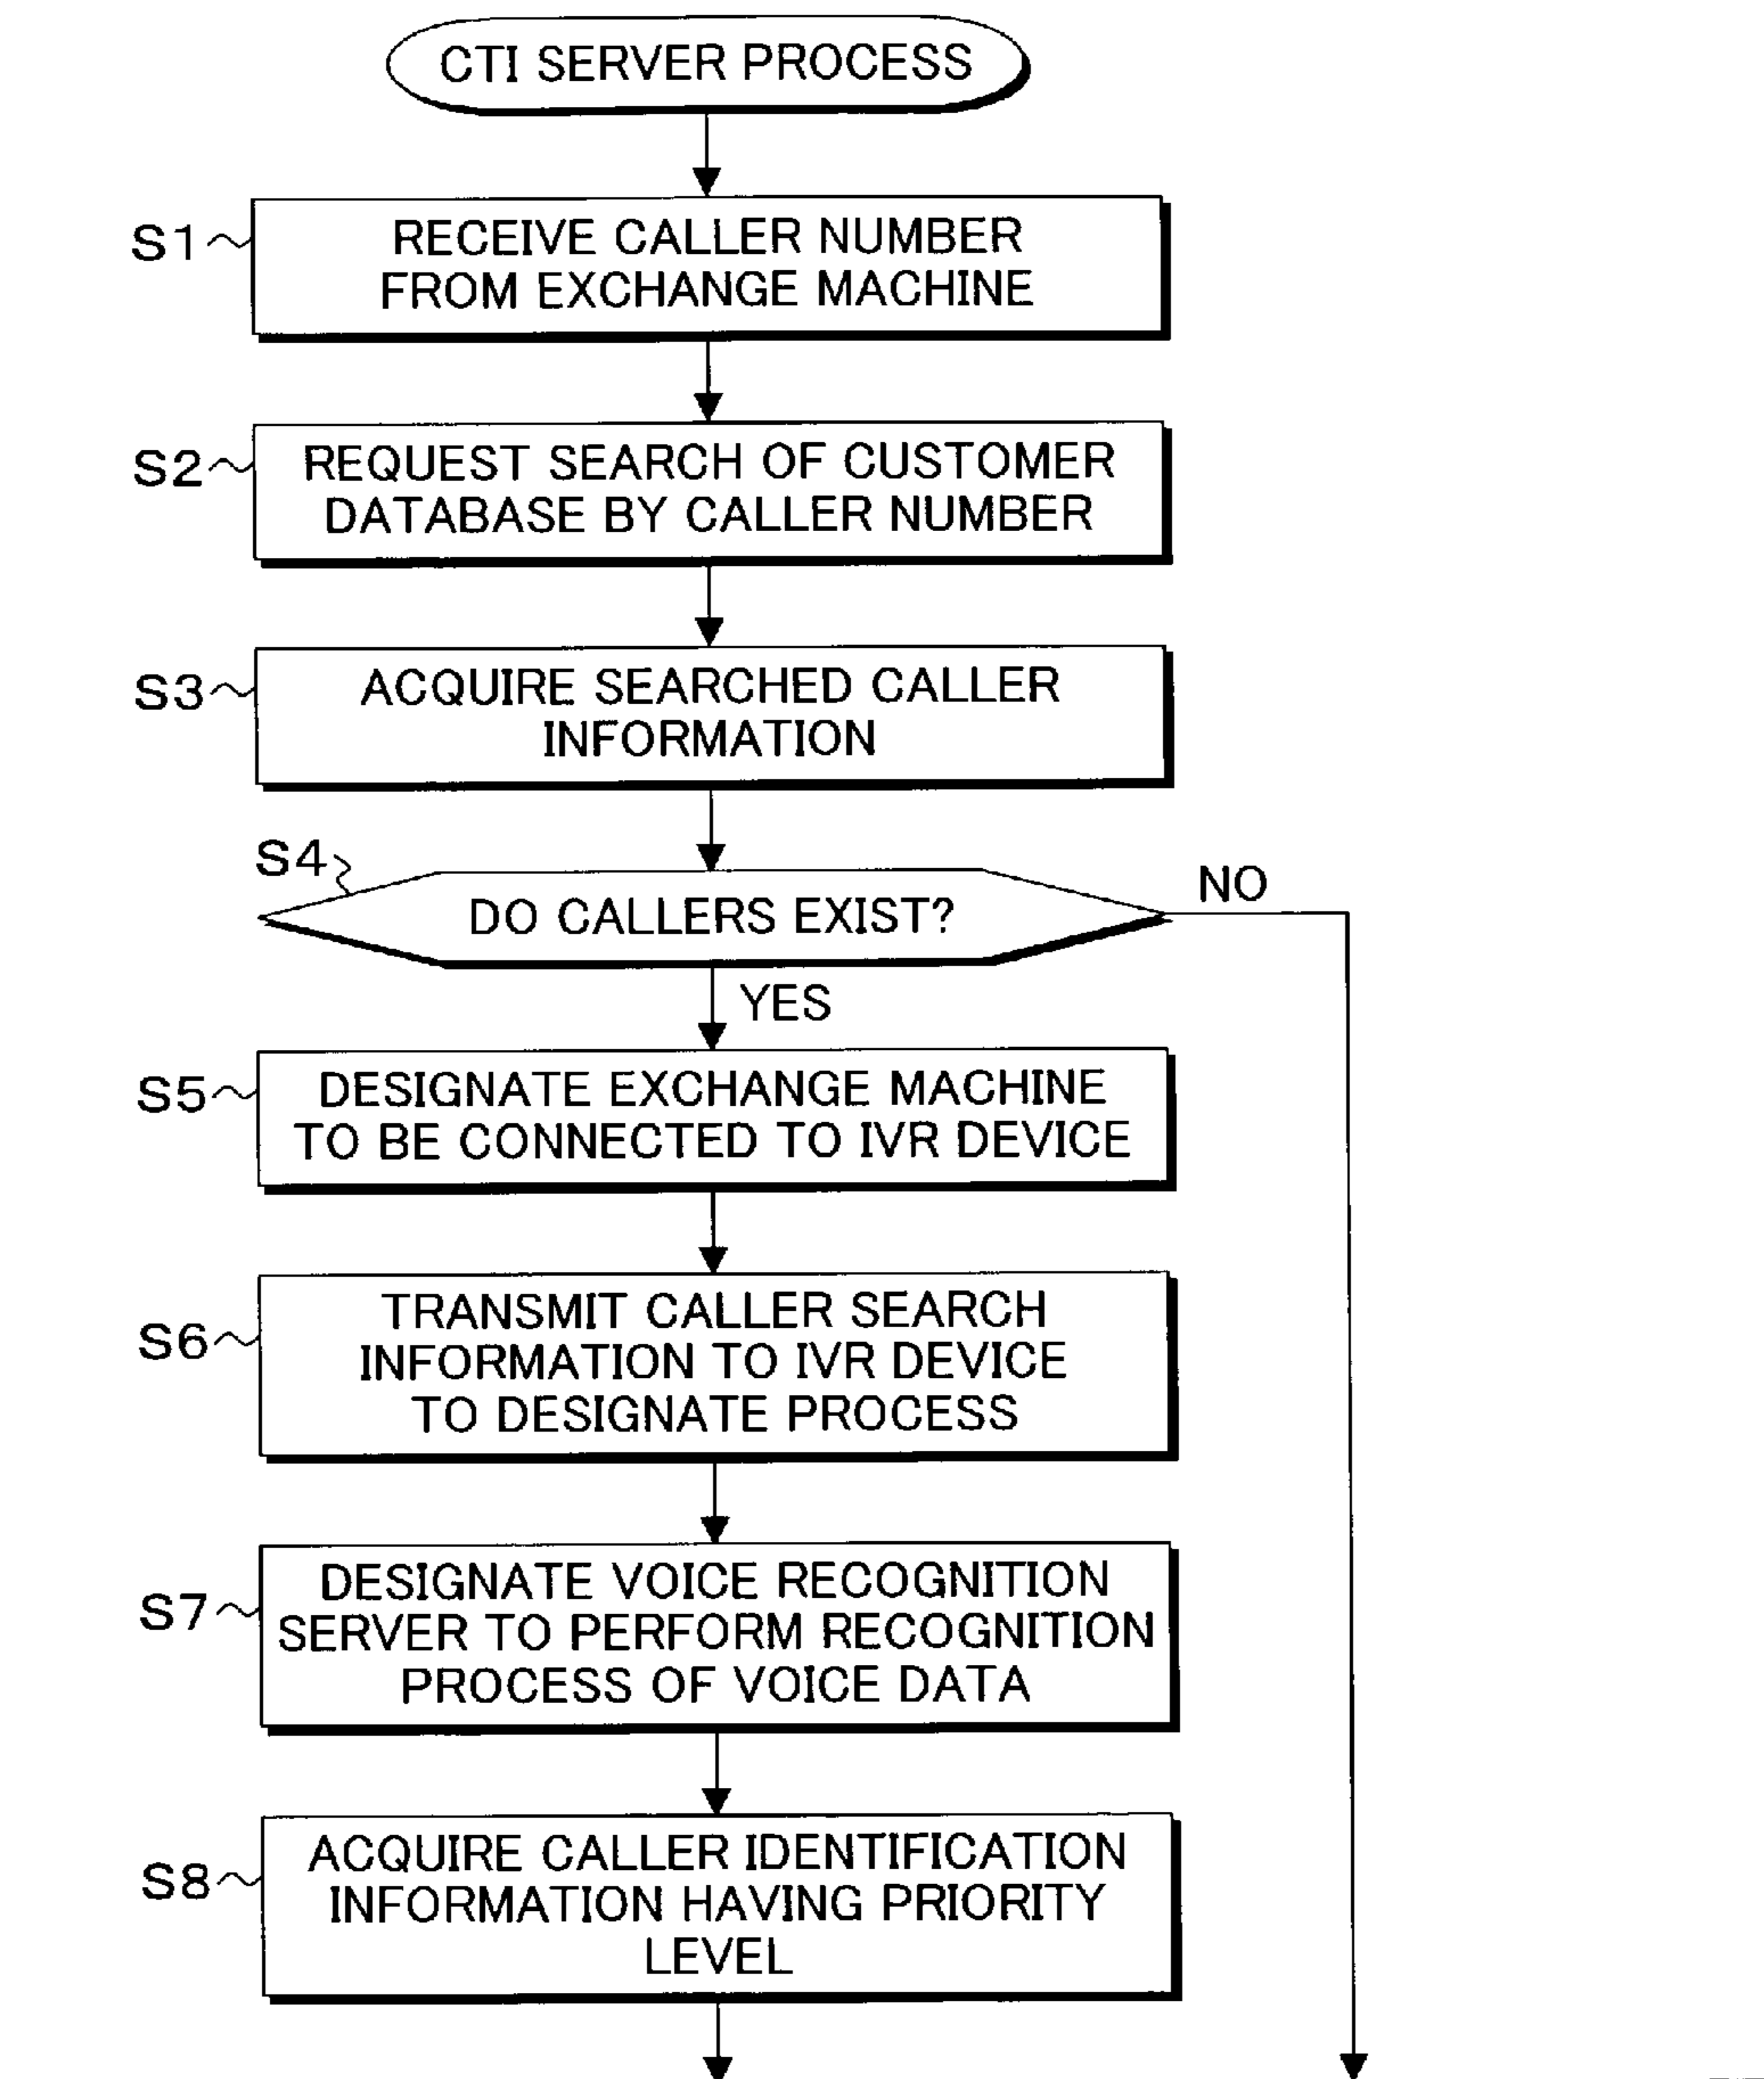 CTI SERVER PROCESS
S1
RECEIVE CALLER NUMBER
FROM EXCHANGE MACHINE
S2
REQUEST SEARCH OF CUSTOMER
DATABASE BY CALLER NUMBER
S3
ACQUIRE SEARCHED CALLER
INFORMATION
S4
DO CALLERS EXIST?
NO
YES
S5
DESIGNATE EXCHANGE MACHINE
TO BE CONNECTED TO IVR DEVICE
S6
TRANSMIT CALLER SEARCH
INFORMATION TO IVR DEVICE
TO DESIGNATE PROCESS
S7
DESIGNATE VOICE RECOGNITION
SERVER TO PERFORM RECOGNITION
PROCESS OF VOICE DATA
S8
ACQUIRE CALLER IDENTIFICATION
INFORMATION HAVING PRIORITY
LEVEL